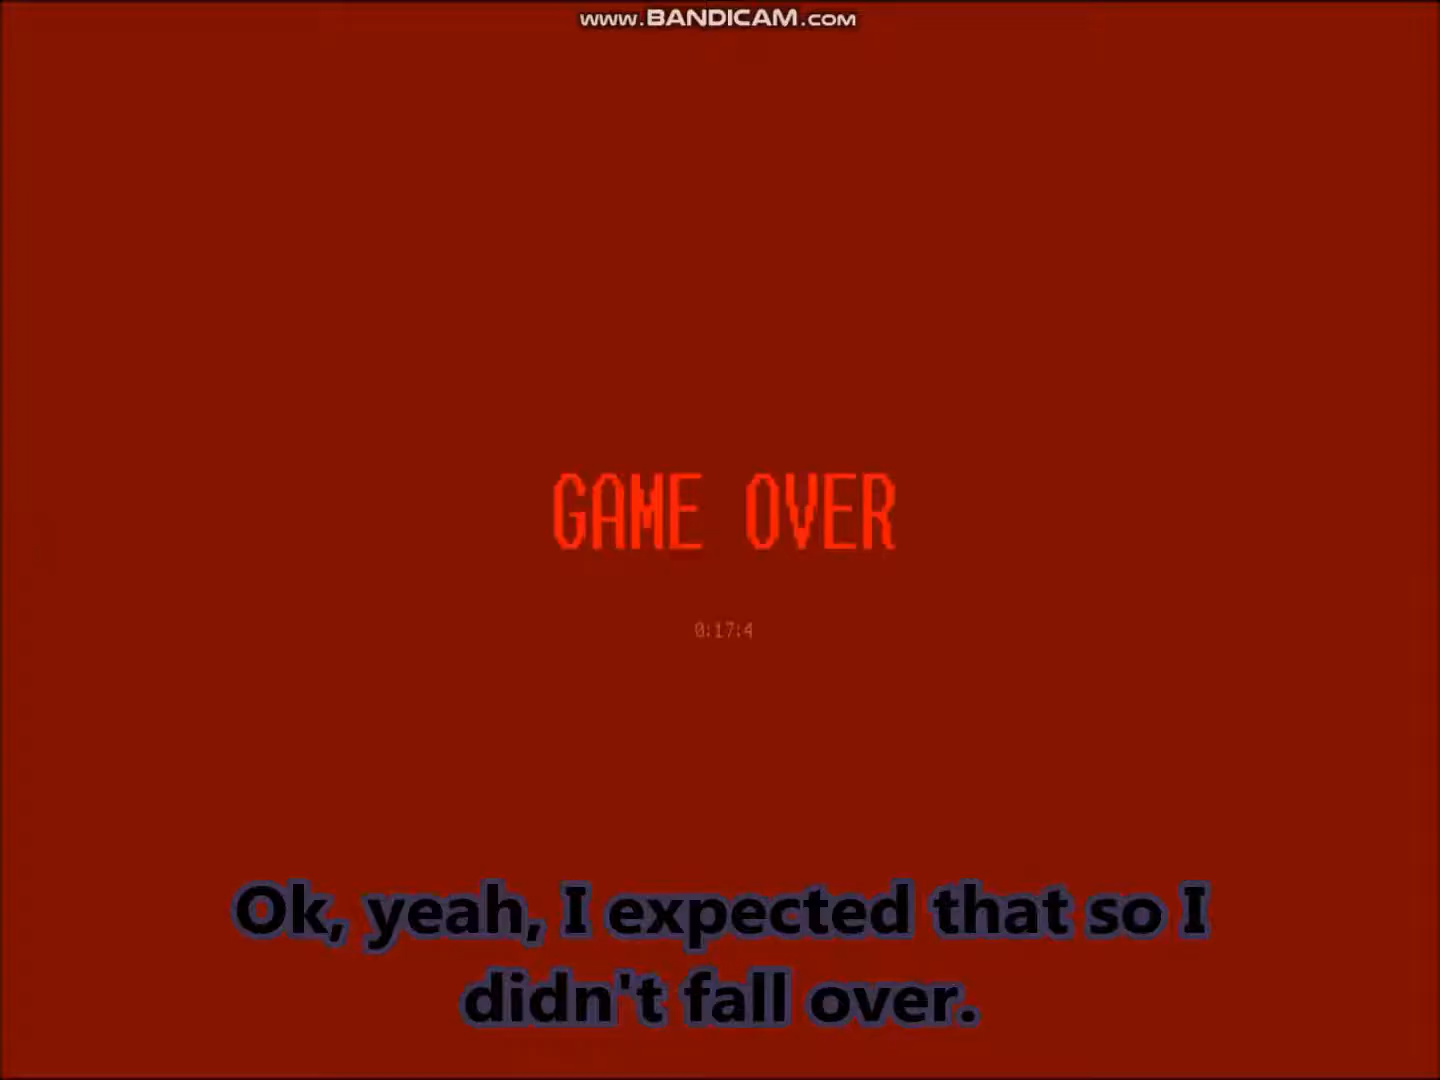 www.BANDICAM.com
GAME OVER
0:17:4
Ok, yeah, I expected that so I
didn't fall over.